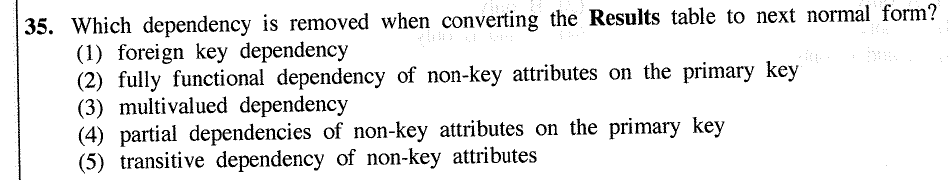 35. Which dependency is removed when converting the Results table to next normal form?
(1) foreign key dependency
(2) fully functional dependency of non-key attributes on the primary key
(3) multivalued dependency
(4) partial dependencies of non-key attributes on the primary key
(5) transitive dependency of non-key attributes